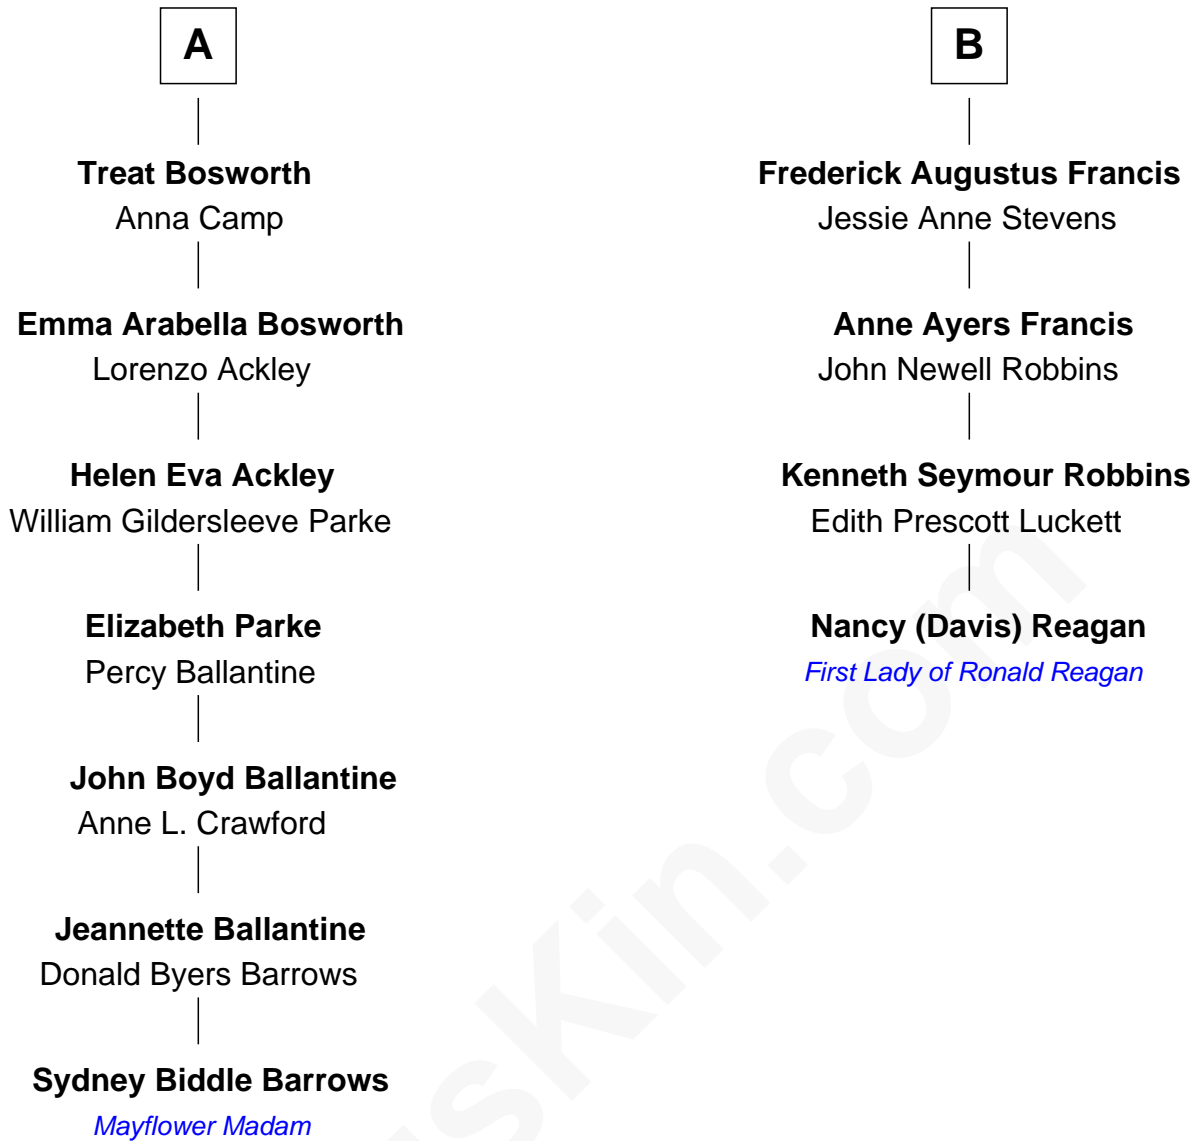 A
Treat Bosworth
Anna Camp
Emma Arabella Bosworth
Lorenzo Ackley
Helen Eva Ackley
William Gildersleeve Parke
Elizabeth Parke
Percy Ballantine
John Boyd Ballantine
Anne L. Crawford
Jeannette Ballantine
Donald Byers Barrows
Sydney Biddle Barrows
Mayflower Madam
B
Frederick Augustus Francis
Jessie Anne Stevens
Anne Ayers Francis
John Newell Robbins
Kenneth Seymour Robbins
Edith Prescott Luckett
Nancy (Davis) Reagan
First Lady of Ronald Reagan